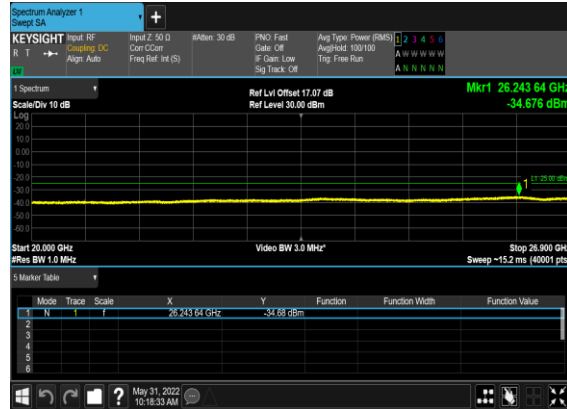 Spectrum Analyzer 1
Swept SA
+
KEYSIGHT Input: RF Input Z: 50 Ω #Atten: 30 dB PNO: Fast Avg Type: Power (RMS) 1 2 3 4 5 6
R T Coupling: DC Corr CCorr Gate: Off Avg|Hold: 100/100 A W W W W W
Align: Auto Freq Ref: Int (S) IF Gain: Low Trig: Free Run
Sig Track: Off A N N N N N
1 Spectrum
Ref Lvl Offset 17.07 dB Mkr1 26.243 64 GHz
Scale/Div 10 dB Ref Level 30.00 dBm -34.676 dBm
Log
20.0
10.0
0.00
-10.0
-20.0
1
-30.0
-40.0
-50.0
-60.0
Start 20.000 GHz Video BW 3.0 MHz* Stop 26.900 GHz
#Res BW 1.0 MHz Sweep ~15.2 ms (40001 pts)
5 Marker Table
Mode Trace Scale X Y Function Function Width Function Value
1 N 1 f 26.243 64 GHz -34.68 dBm
2
3
4
5
6
? May 31, 2022
10:18:33 AM